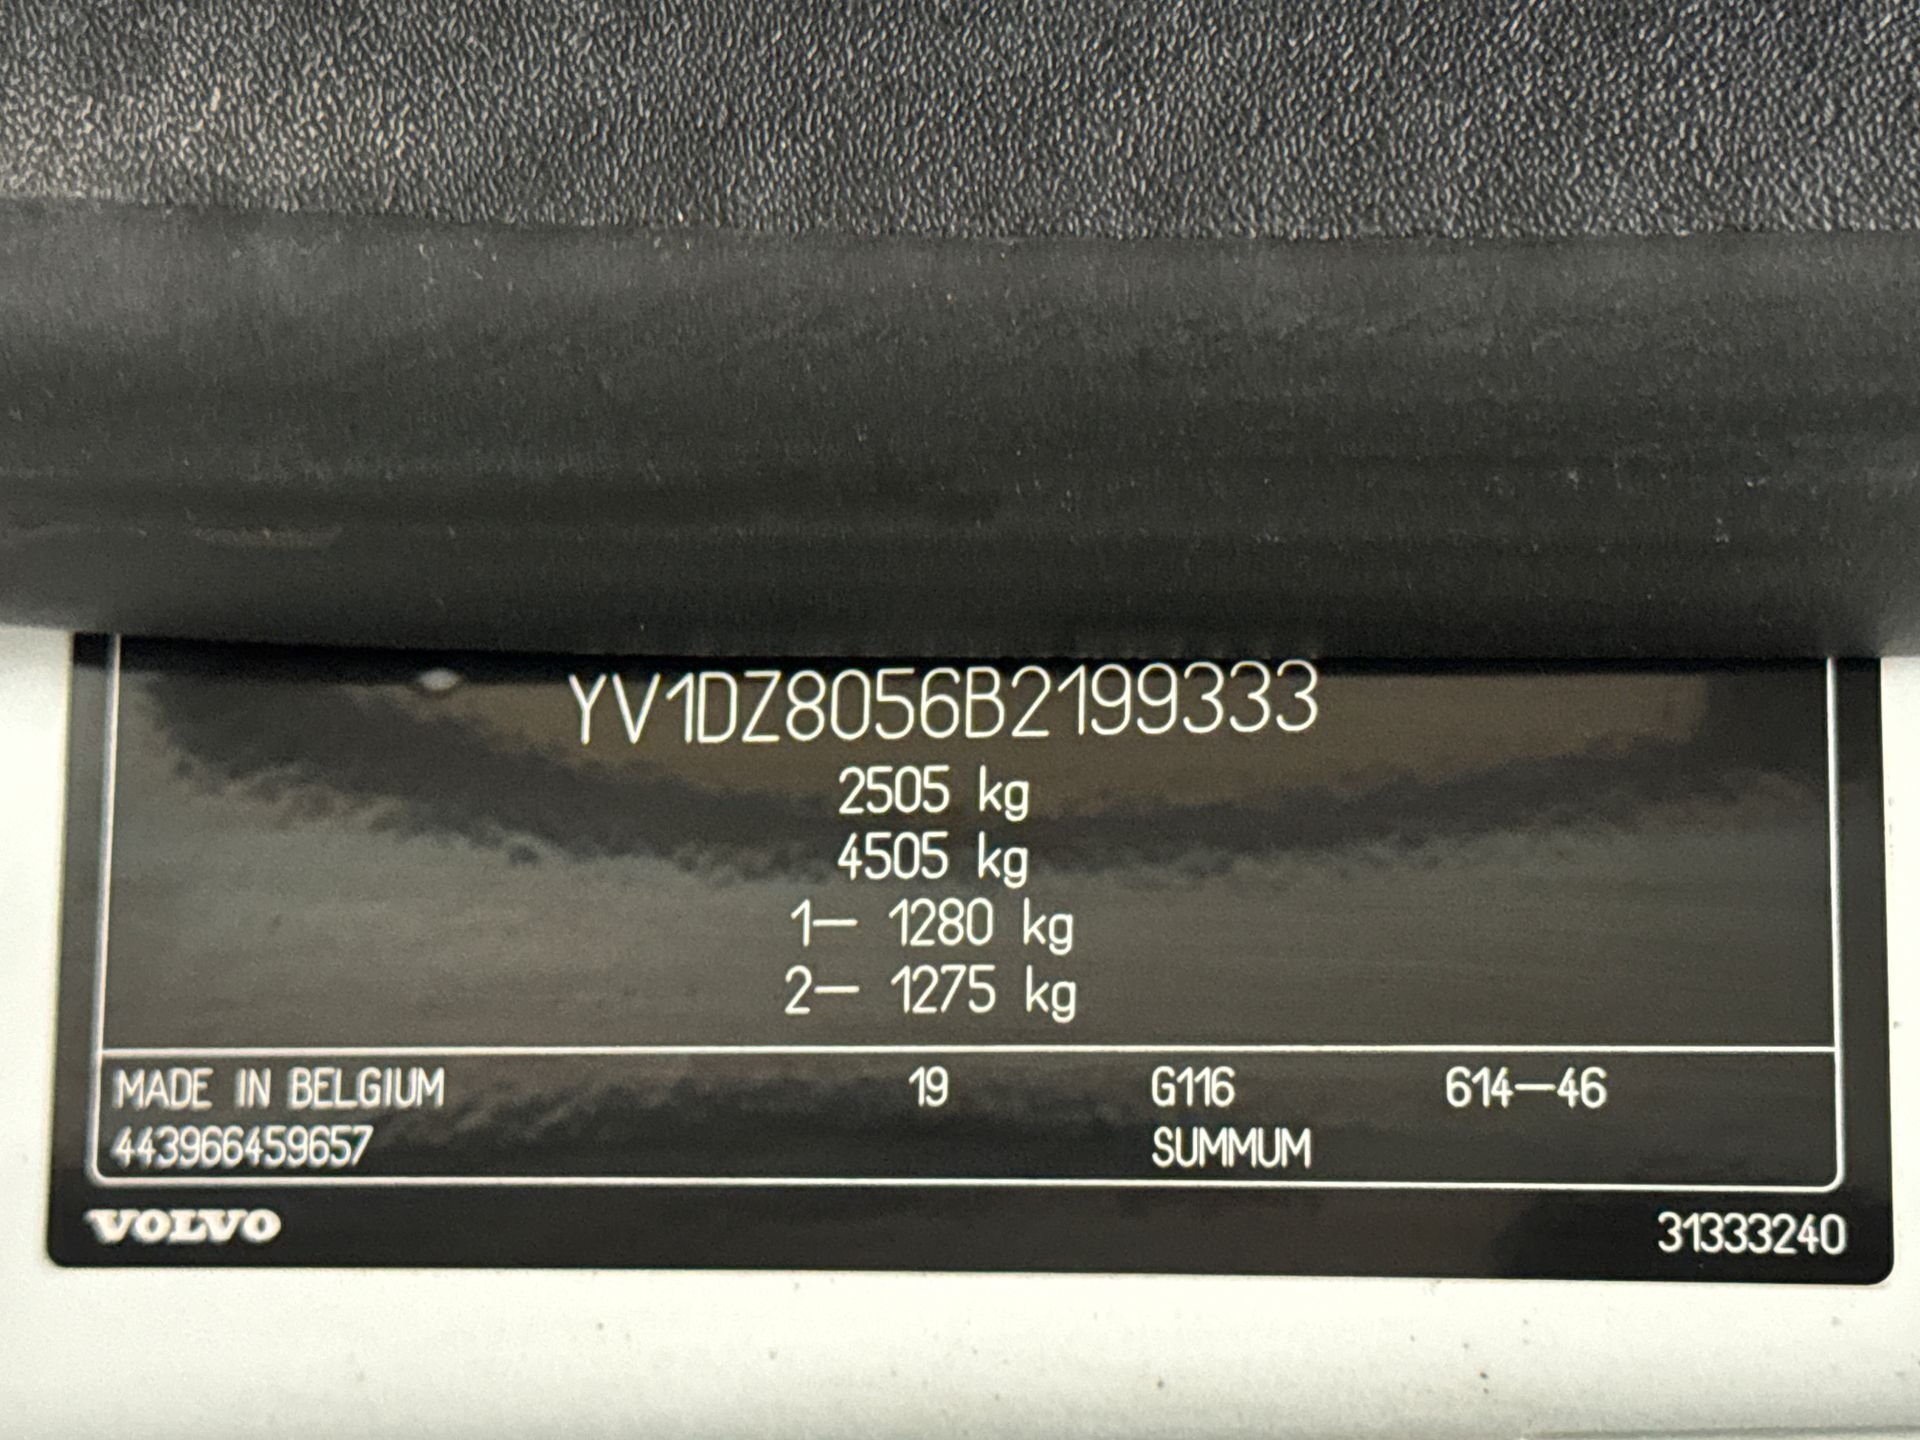 YV1DZ8056B2199333
2505 kg
4505 kg
1– 1280 kg
2– 1275 kg
MADE IN BELGIUM 19 G116 614–46
443966459657 SUMMUM
VOLVO 31333240